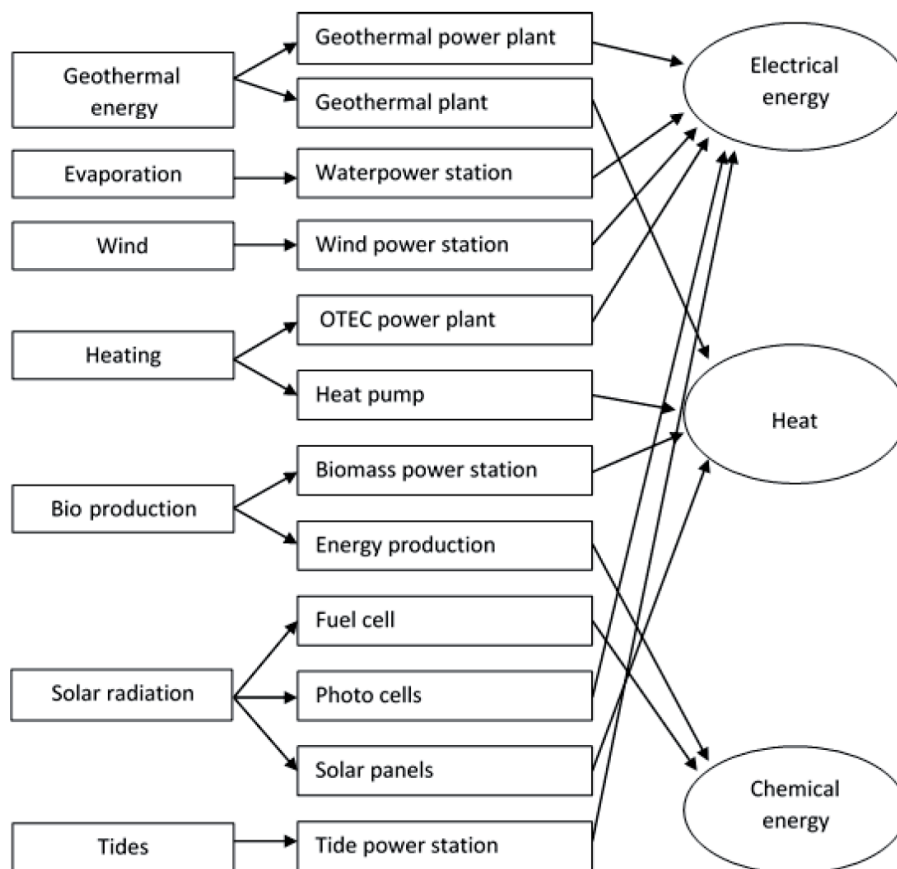 Geothermal
energy
Evaporation
Wind
Heating
Bio production
Solar radiation
Tides
Geothermal power plant
Geothermal plant
Waterpower station
Wind power station
OTEC power plant
Heat pump
Biomass power station
Energy production
Fuel cell
Photo cells
Solar panels
Tide power station
Electrical
energy
Heat
Chemical
energy